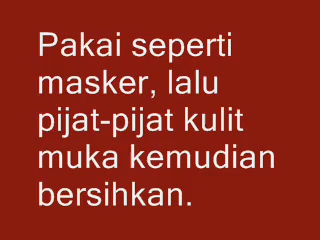 Pakai seperti
masker, lalu
pijat-pijat kulit
muka kemudian
bersihkan.